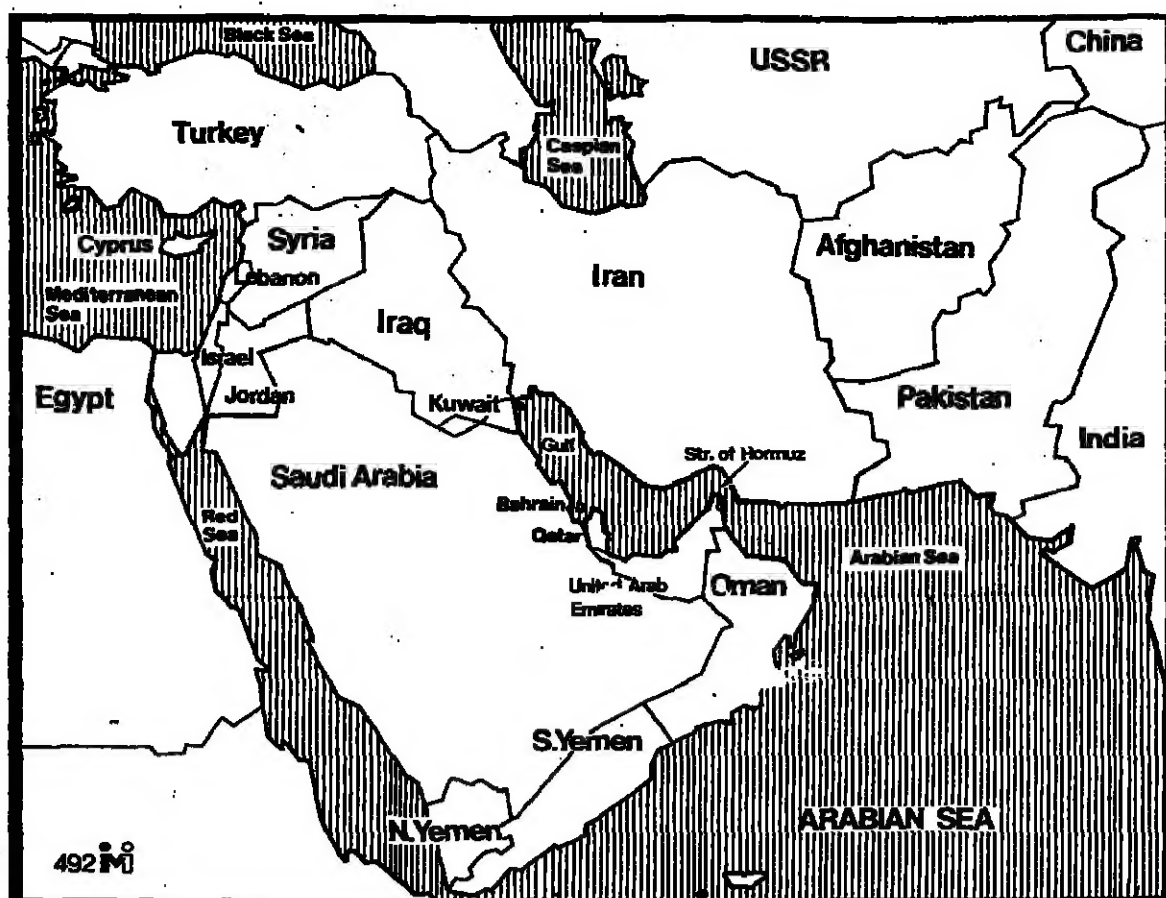 Black Sea
USSR
China
Turkey
Caspian
Sea
Cyprus
Syria
Afghanistan
Lebanon
Iran
Mediterranean
Sea
Iraq
Israel
Egypt
Jordan
Kuwait
Pakistan
India
Gulf
Str. of Hormuz
Saudi Arabia
Bahrain
Red
Sea
Qatar
Arabian Sea
United Arab
Emirates
Oman
S.Yemen
N.Yemen
ARABIAN SEA
492